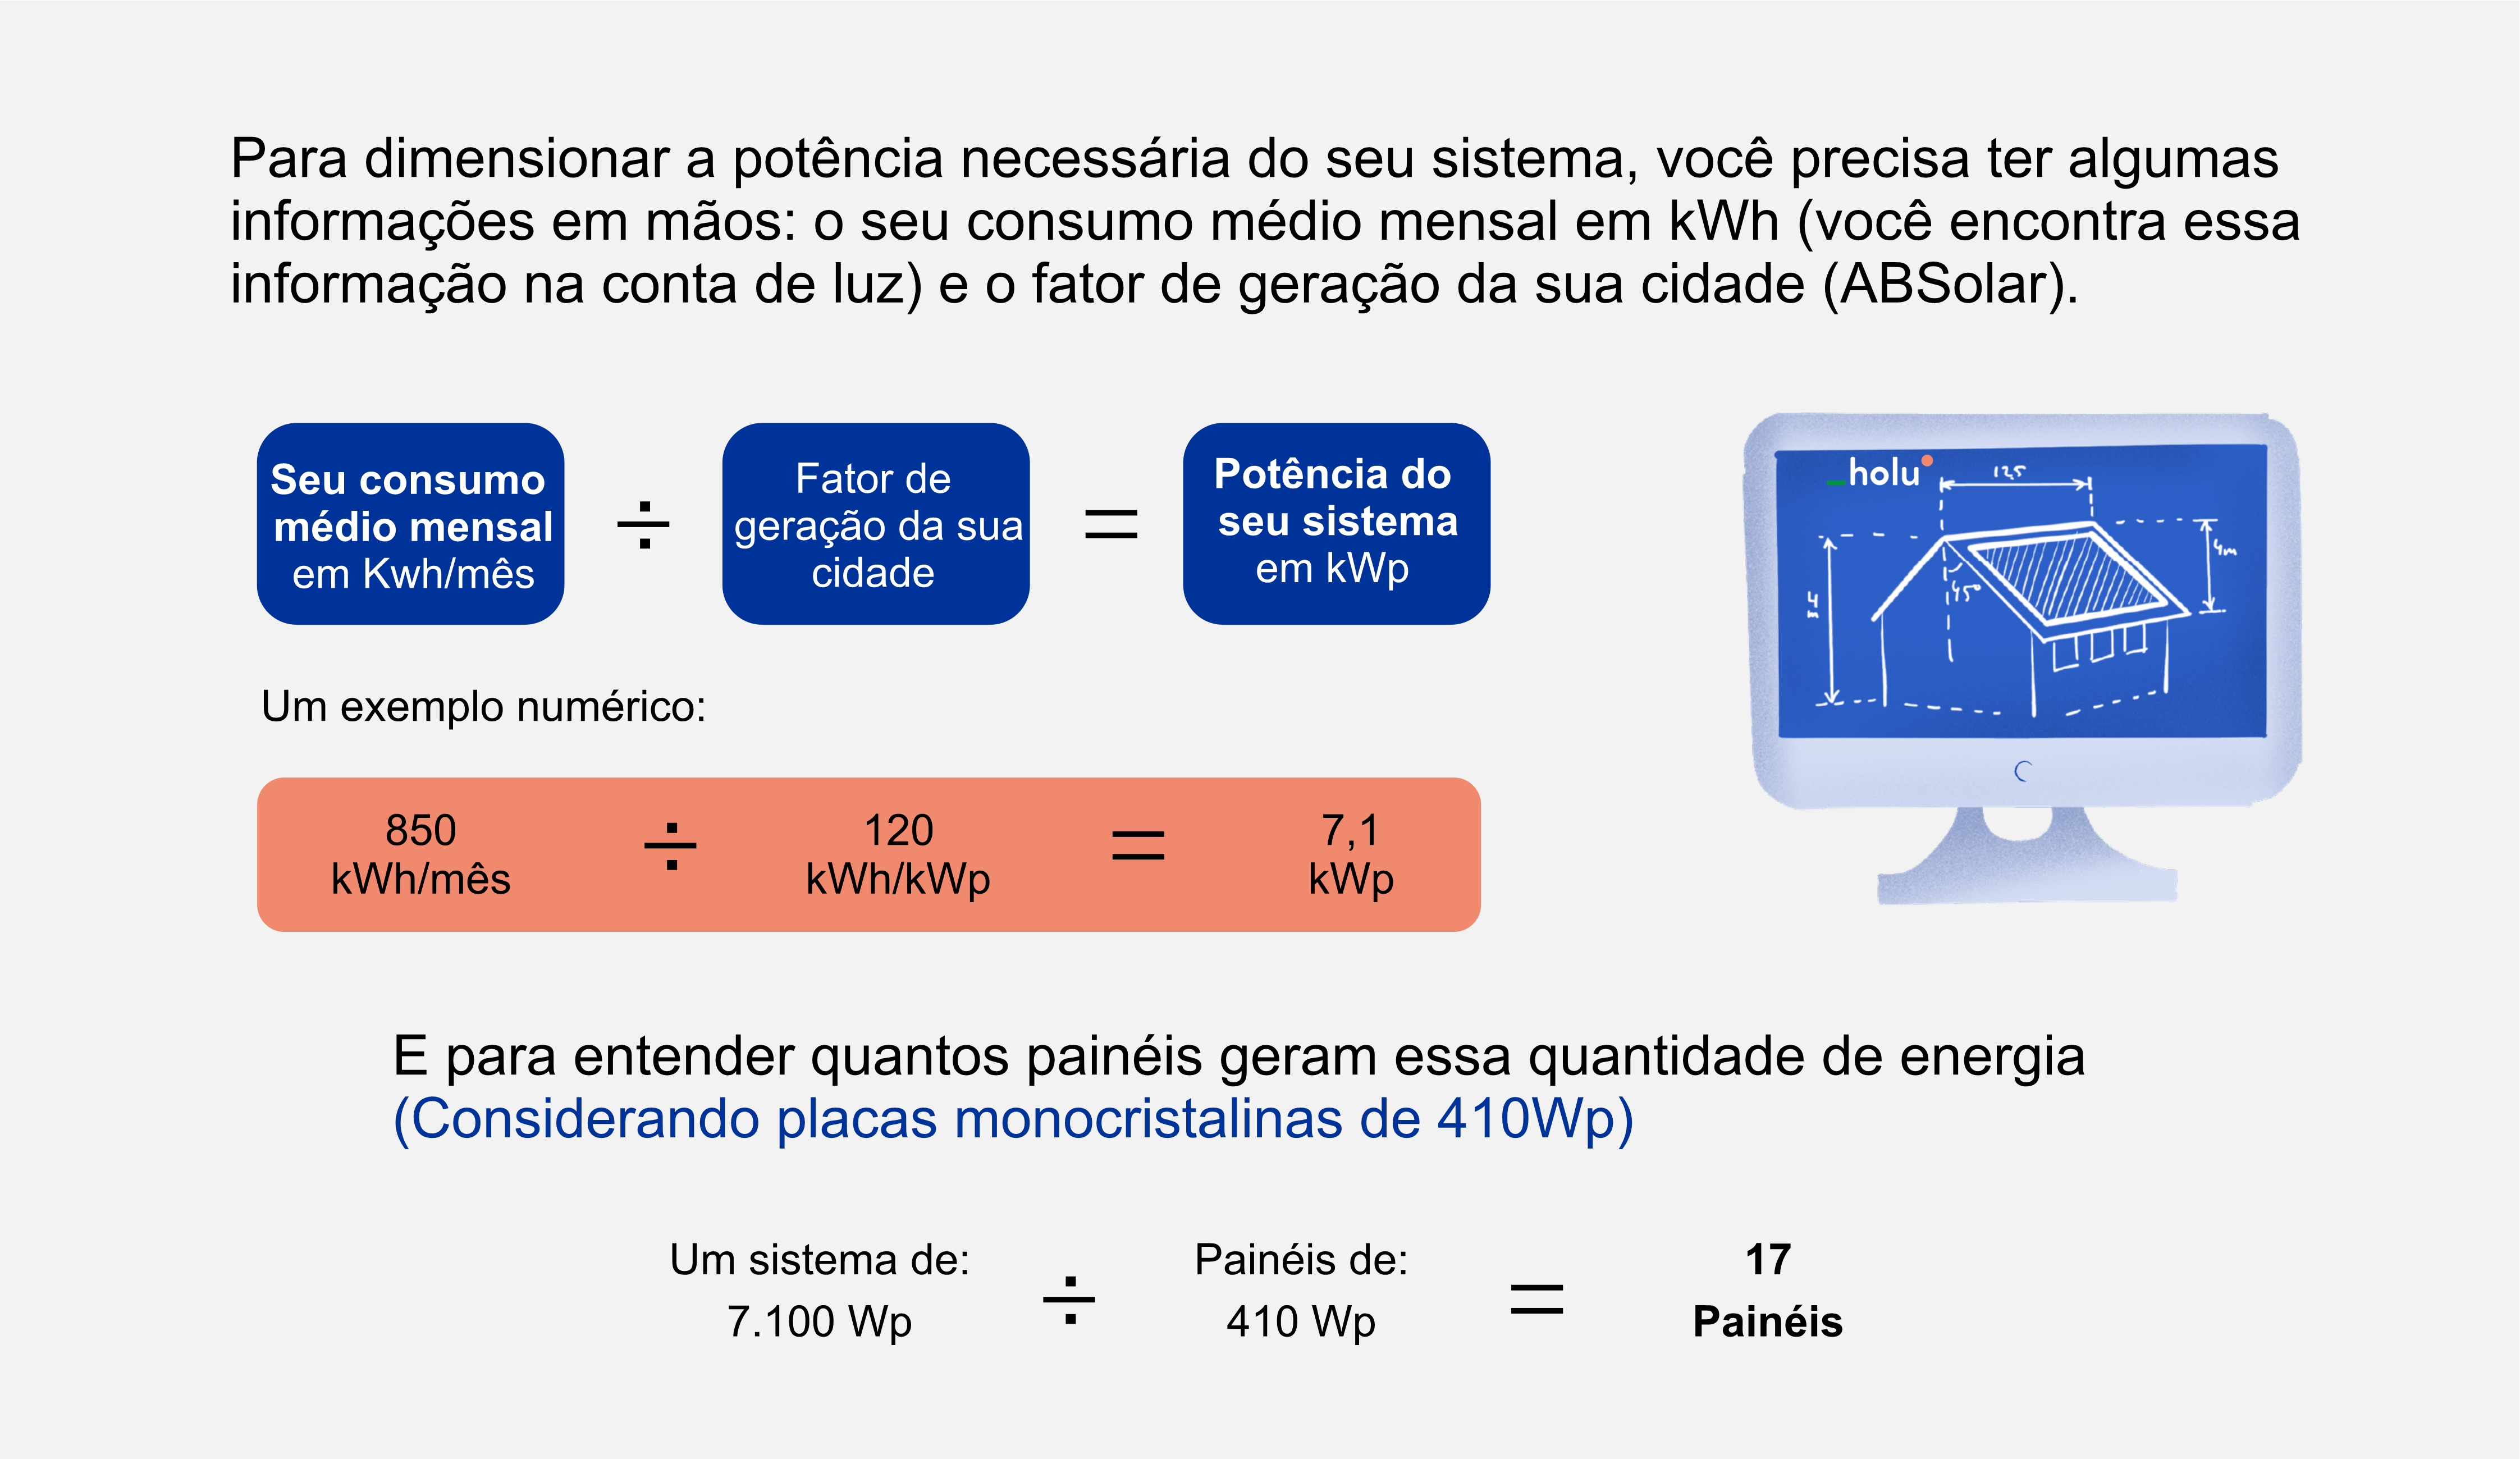 Para dimensionar a potência necessária do seu sistema, você precisa ter algumas
informações em mãos: o seu consumo médio mensal em kWh (você encontra essa
informação na conta de luz) e o fator de geração da sua cidade (ABSolar).
Seu consumo
médio mensal
em Kwh/mês
÷
Fator de
geração da sua
cidade
=
Potência do
seu sistema
em kWp
_holu
125
4m
45°
Um exemplo numérico:
850
kWh/mês
÷
120
kWh/kWp
=
7,1
kWp
E para entender quantos painéis geram essa quantidade de energia
(Considerando placas monocristalinas de 410Wp)
Um sistema de:
7.100 Wp
÷
Painéis de:
410 Wp
=
17
Painéis